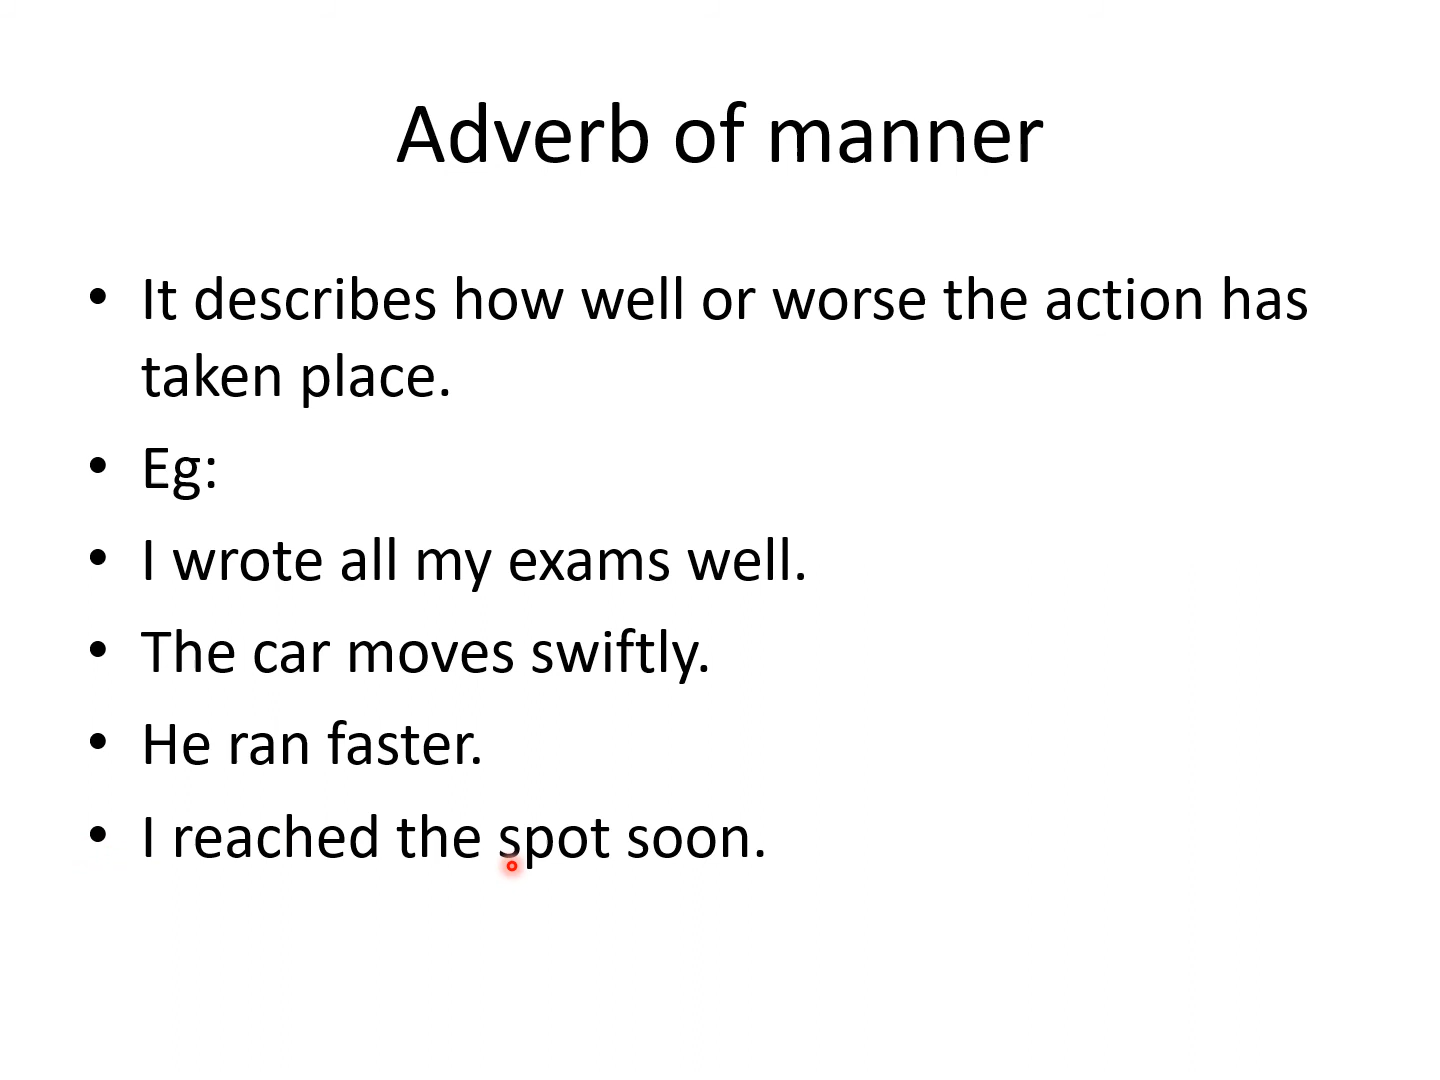 Adverb of manner
• It describes how well or worse the action has
taken place.
• Eg:
• I wrote all my exams well.
• The car moves swiftly.
• He ran faster.
• I reached the spot soon.